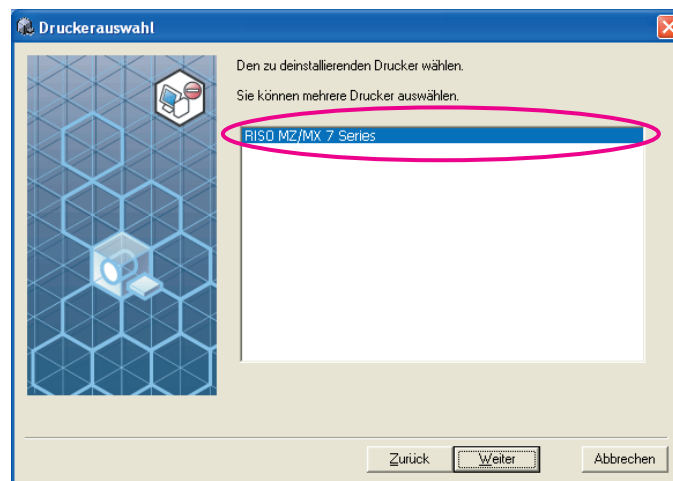 Druckerauswahl
Den zu deinstallierenden Drucker wählen.
Sie können mehrere Drucker auswählen.
RISO MZ/MX 7 Series
Zurück
Weiter
Abbrechen